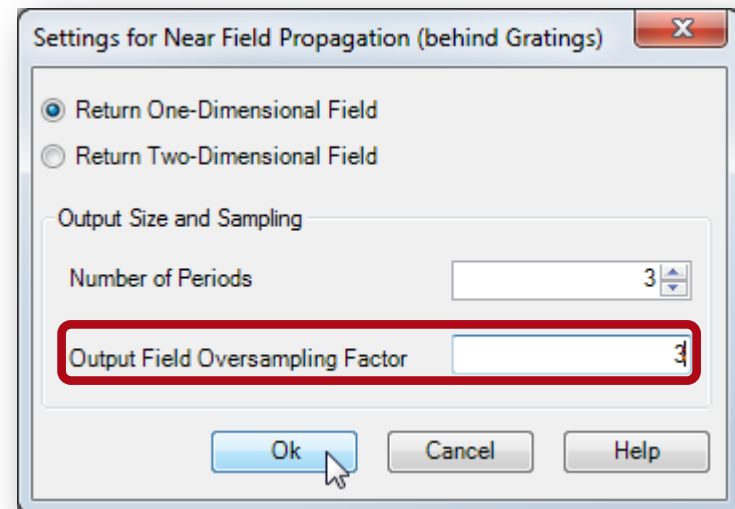 Settings for Near Field Propagation (behind Gratings)
Return One-Dimensional Field
Return Two-Dimensional Field
Output Size and Sampling
Number of Periods 3
Output Field Oversampling Factor 3
Ok Cancel Help